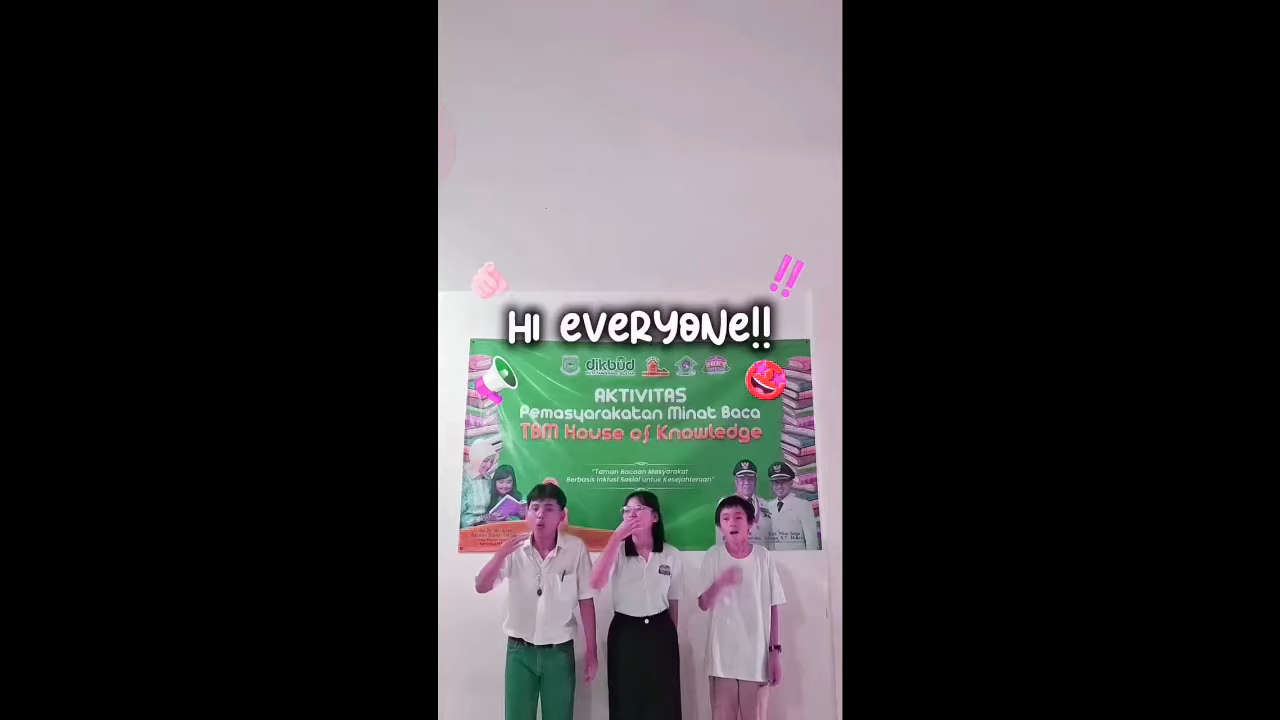 HI EVERYONE!!
dikbud
AKTIVITAS
Pemasyarakatan Minat Baca
TBM House of Knowledge
"Taman Bacaan Masyarakat
Berbasis Inklusi Sosial untuk Kesejahteraan"